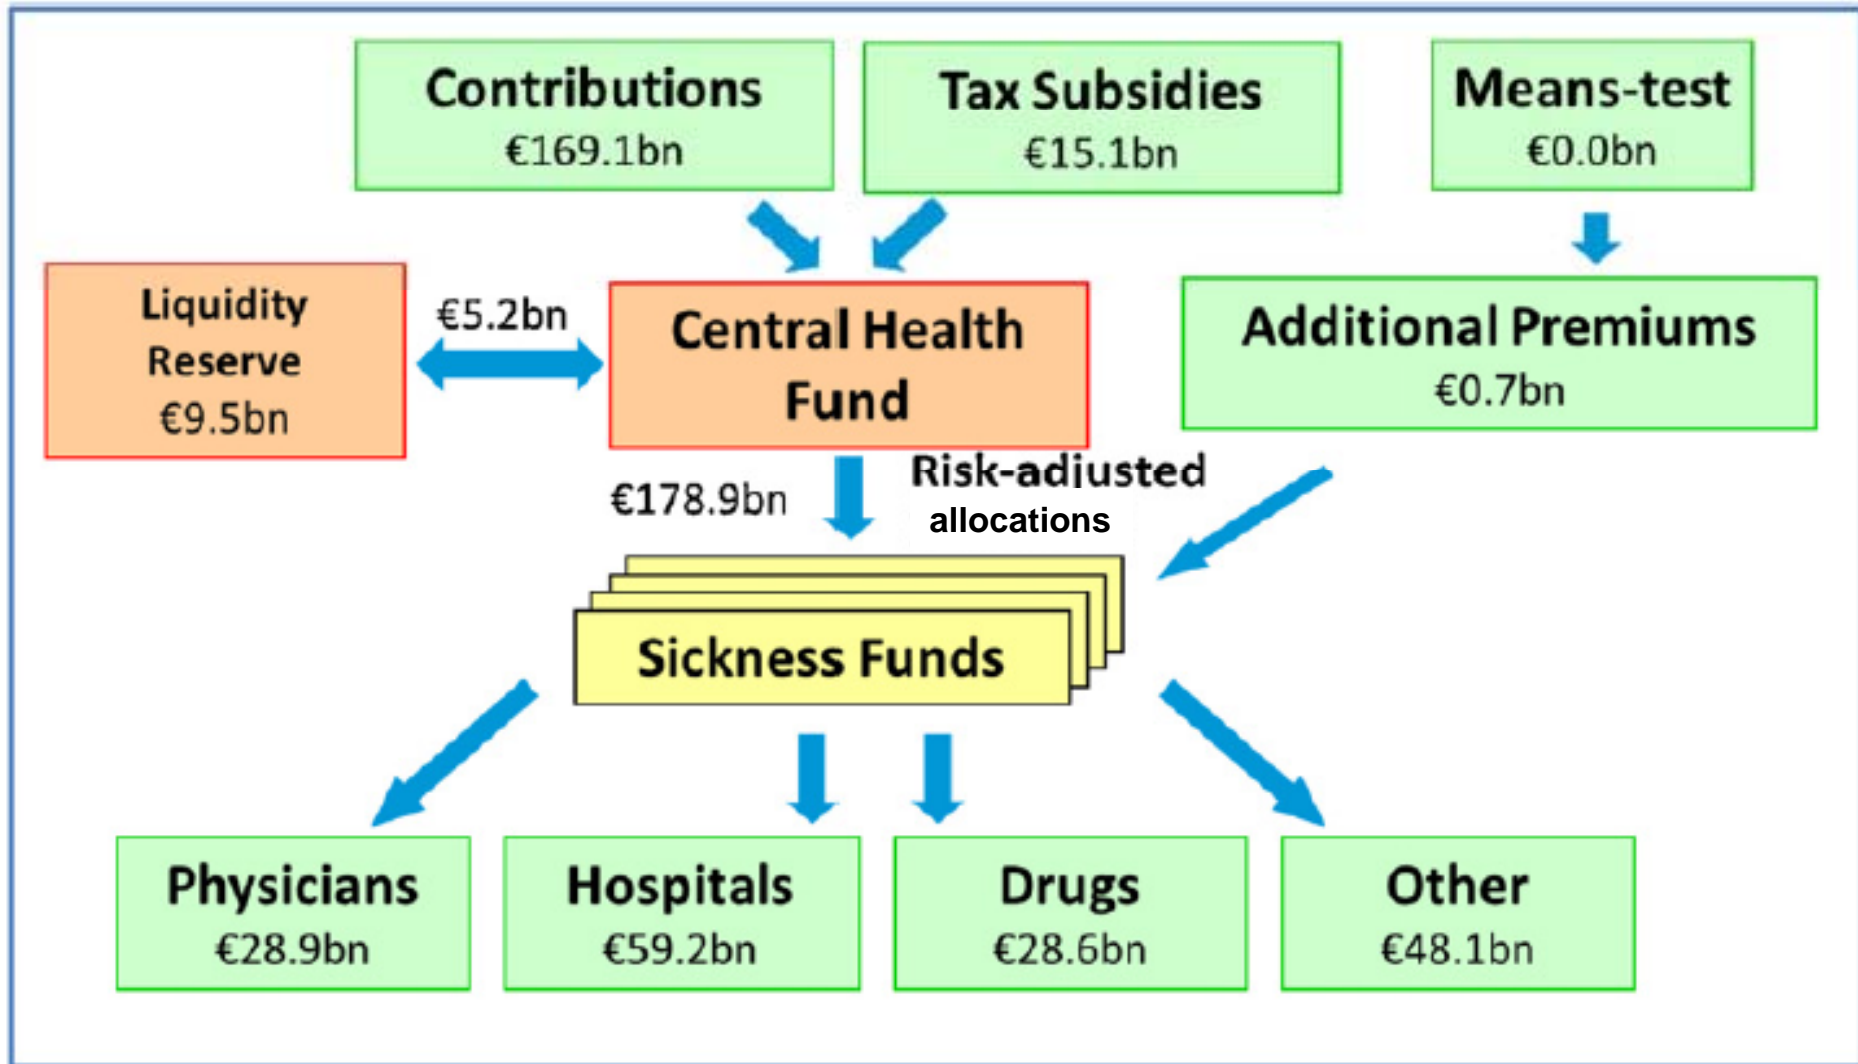 Contributions
€169.1bn
Tax Subsidies
€15.1bn
Means-test
€0.0bn
Liquidity
Reserve
€9.5bn
€5.2bn
Central Health
Fund
Additional Premiums
€0.7bn
€178.9bn
Risk-adjusted
allocations
Sickness Funds
Physicians
€28.9bn
Hospitals
€59.2bn
Drugs
€28.6bn
Other
€48.1bn